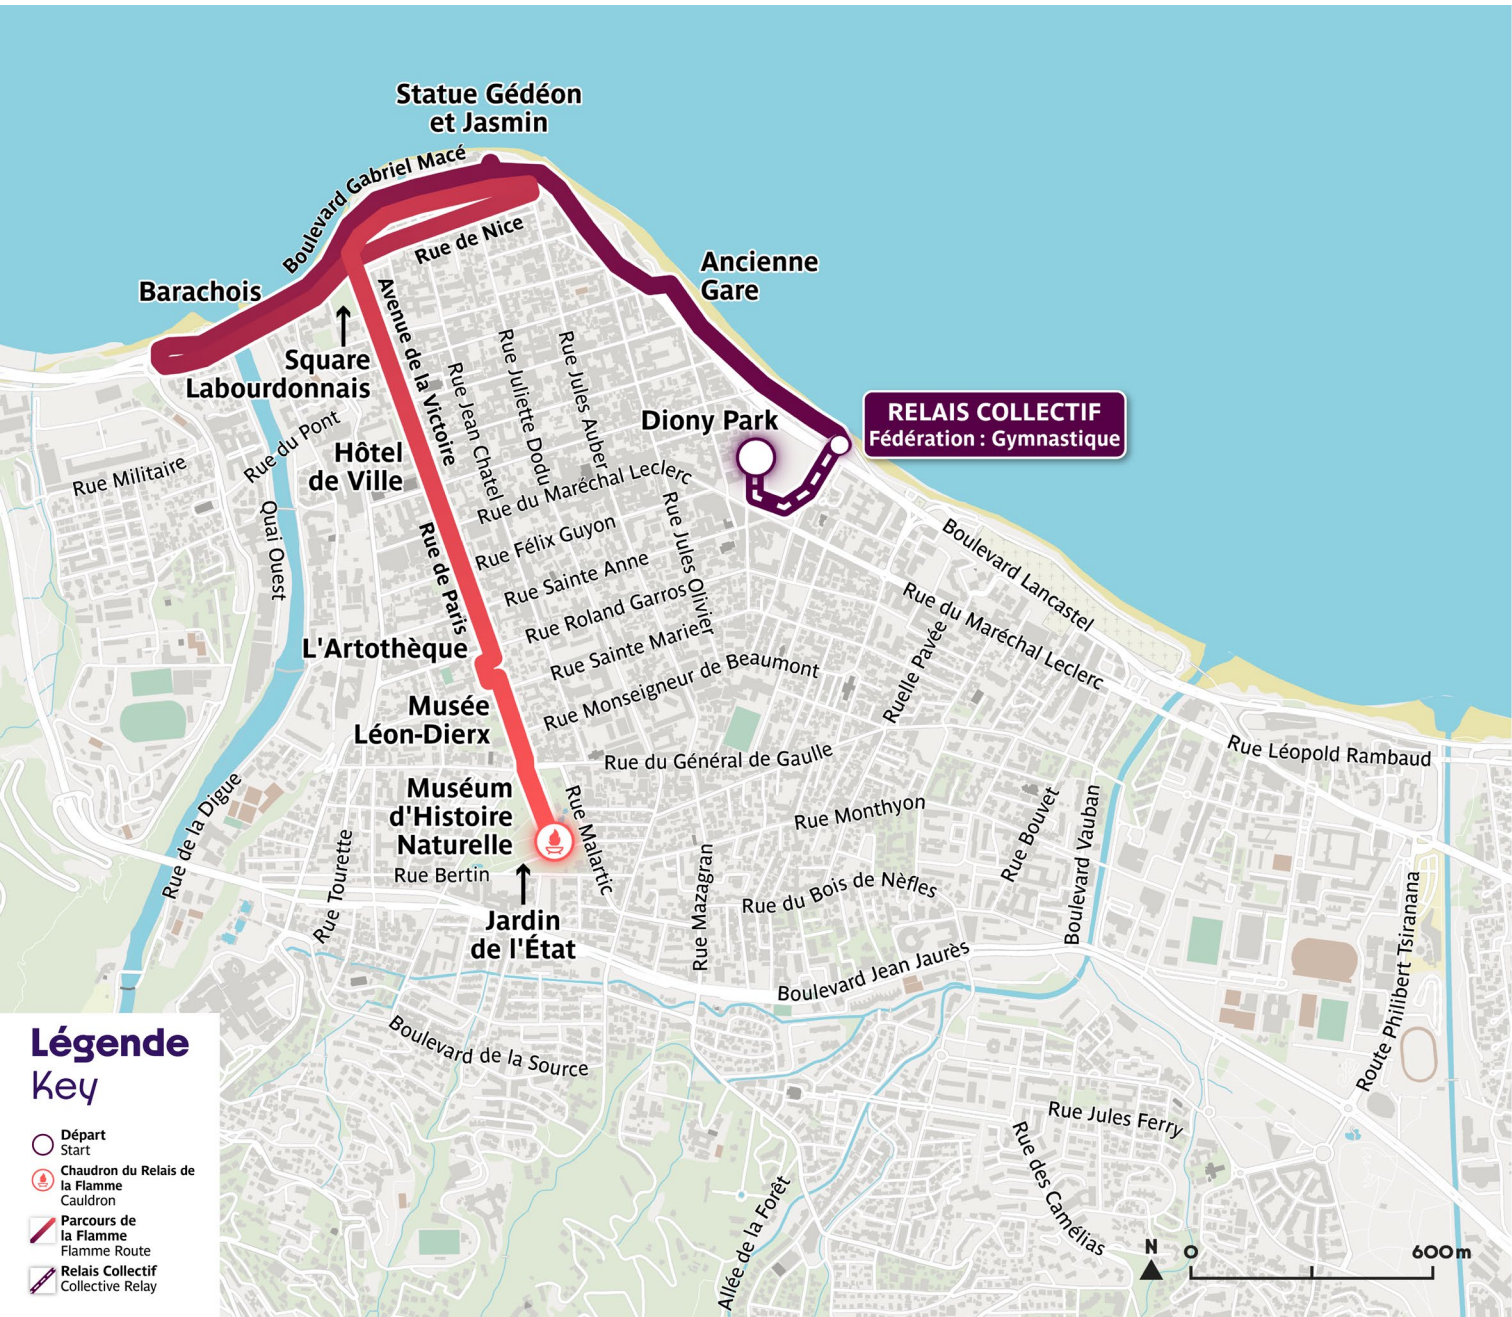 Statue Gédéon
et Jasmin
Boulevard Gabriel Macé
Rue de Nice
Barachois
Ancienne
Gare
Square
Labourdonnais
Avenue de la Victoire
Rue Jean Chatel
Rue Juliette Dodu
Rue Jules Auber
Diony Park
RELAIS COLLECTIF
Fédération : Gymnastique
Rue du Pont
Hôtel
de Ville
Rue Militaire
Quai Ouest
Rue du Maréchal Leclerc
Rue Félix Guyon
Rue Jules Olivier
Rue de Paris
Rue Sainte Anne
Rue Roland Garros
Boulevard Lancastel
Rue du Maréchal Leclerc
L'Artothèque
Rue Sainte Marie
Rue Monseigneur de Beaumont
Ruelle Pavée
Musée
Léon-Dierx
Rue du Général de Gaulle
Rue Léopold Rambaud
Muséum
d'Histoire
Naturelle
Rue Malartic
Rue Monthyon
Rue Bouvet
Boulevard Vauban
Rue de la Digue
Rue Tourette
Rue Bertin
Rue Mazagran
Rue du Bois de Nèfles
Jardin
de l'État
Boulevard Jean Jaurès
Route Philibert Tsiranana
Boulevard de la Source
Rue Jules Ferry
Rue des Camélias
Allée de la Forêt
Légende
Key
Départ
Start
Chaudron du Relais de
la Flamme
Cauldron
Parcours de
la Flamme
Flamme Route
Relais Collectif
Collective Relay
N
0
600m